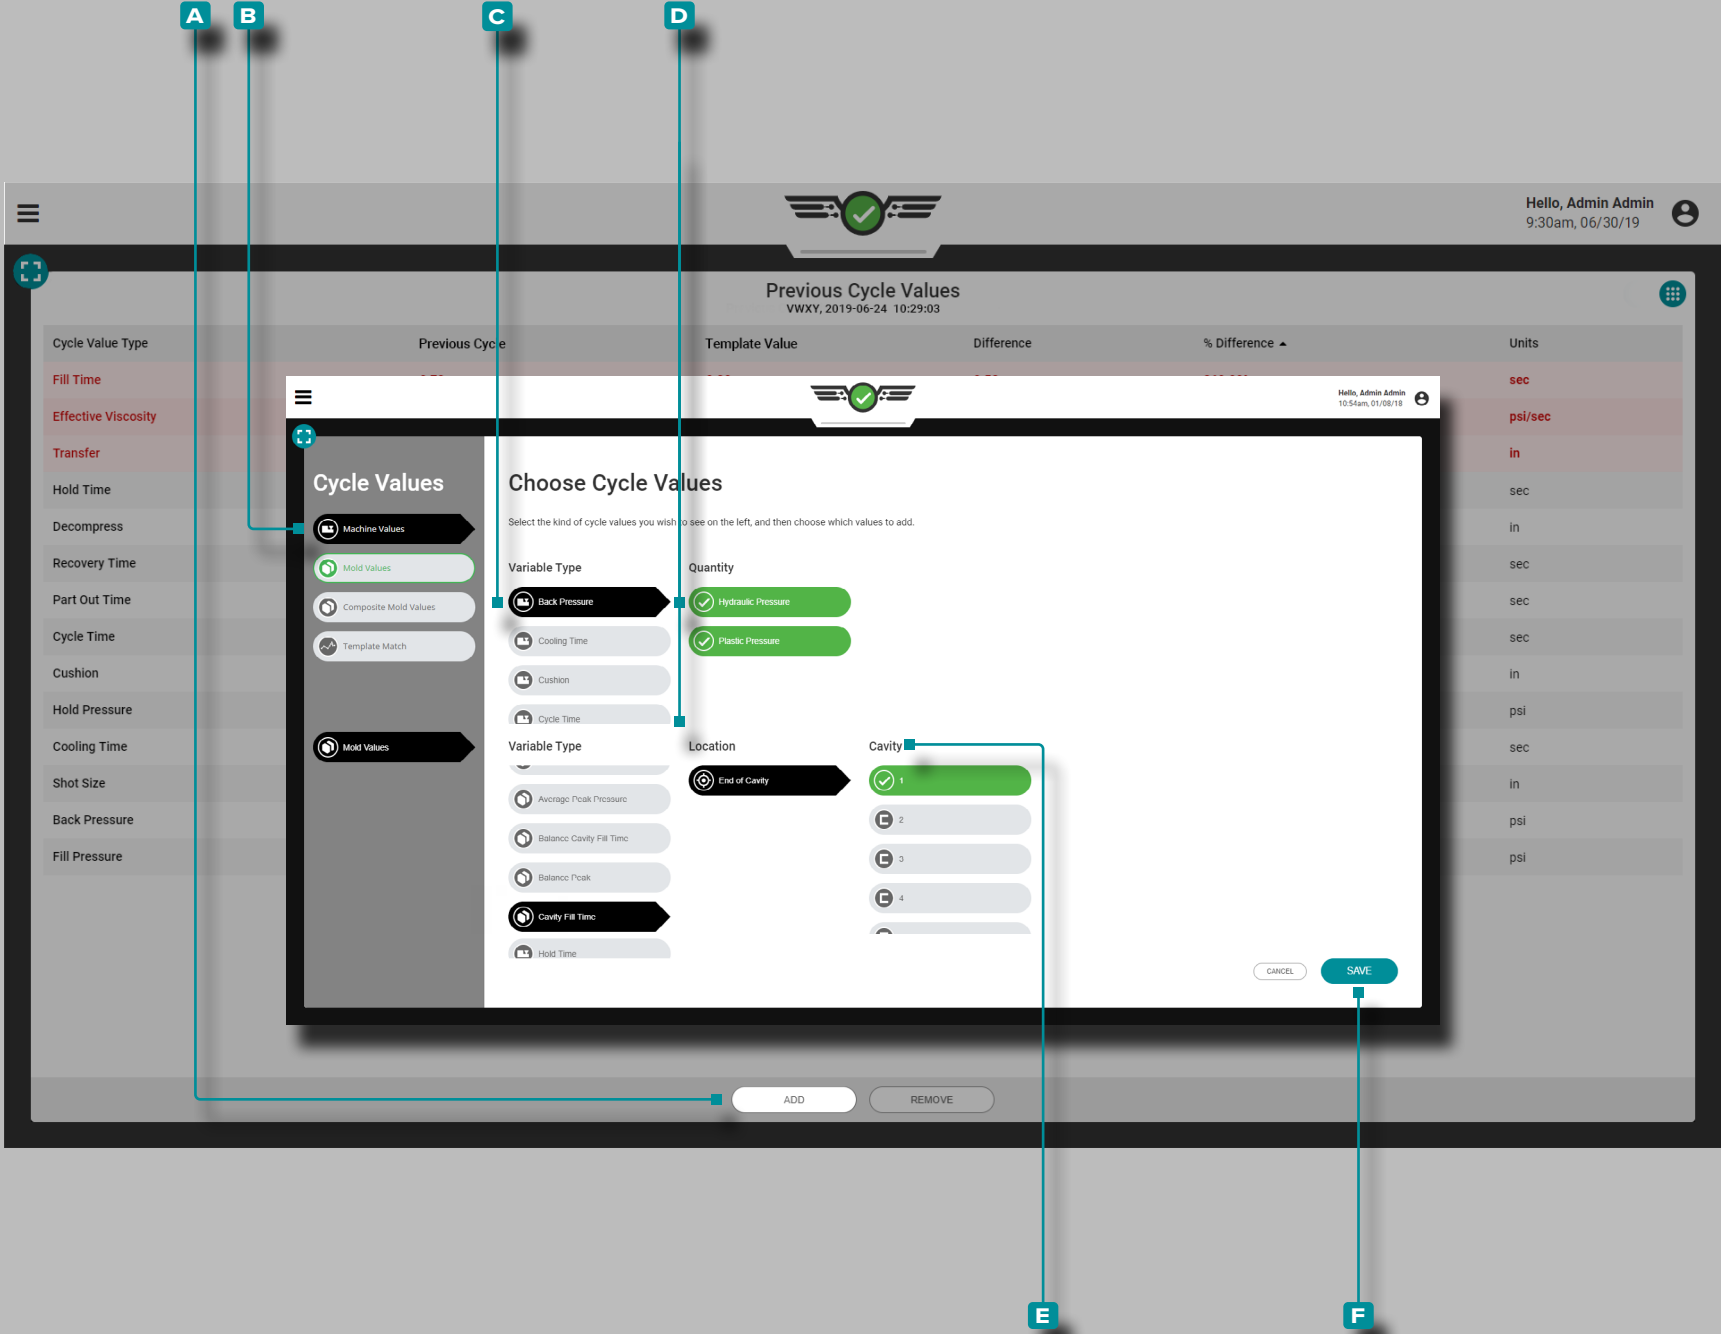 A B C D
Hello, Admin Admin
9:30am, 06/30/19
Previous Cycle Values
VWXY, 2019-06-24 10:29:03
Cycle Value Type Previous Cycle Template Value Difference % Difference Units
Fill Time sec
Effective Viscosity psi/sec
Transfer in
Hold Time sec
Decompress in
Recovery Time sec
Part Out Time sec
Cycle Time sec
Cushion in
Hold Pressure psi
Cooling Time sec
Shot Size in
Back Pressure psi
Fill Pressure psi
Hello, Admin Admin
10:54am, 01/08/18
Cycle Values
Machine Values
Mold Values
Composite Mold Values
Template Match
Mold Values
Choose Cycle Values
Select the kind of cycle values you wish to see on the left, and then choose which values to add.
Variable Type Quantity
Back Pressure Hydraulic Pressure
Cooling Time Plastic Pressure
Cushion
Cycle Time
Variable Type Location Cavity
End of Cavity 1
Average Peak Pressure
Balance Cavity Fill Time 2
Balance Peak 3
Cavity Fill Time 4
Hold Time
CANCEL SAVE
ADD REMOVE
E F